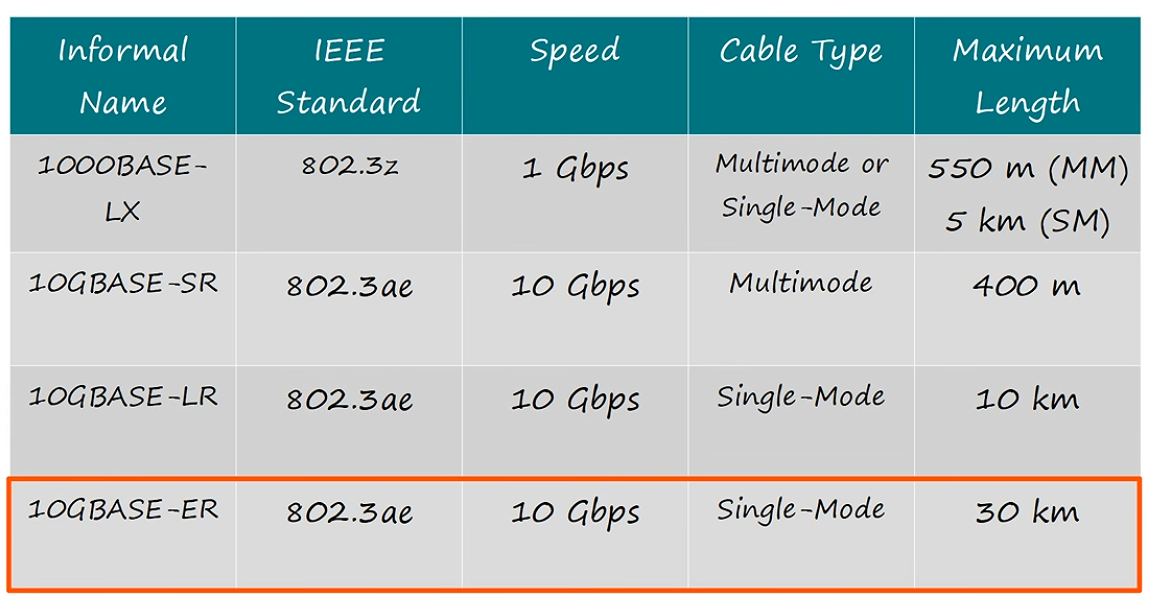 Informal Name
IEEE Standard
Speed
Cable Type
Maximum Length
1000BASE-LX
802.3z
1 Gbps
Multimode or Single-Mode
550 m (MM)
5 km (SM)
10GBASE-SR
802.3ae
10 Gbps
Multimode
400 m
10GBASE-LR
802.3ae
10 Gbps
Single-Mode
10 km
10GBASE-ER
802.3ae
10 Gbps
Single-Mode
30 km